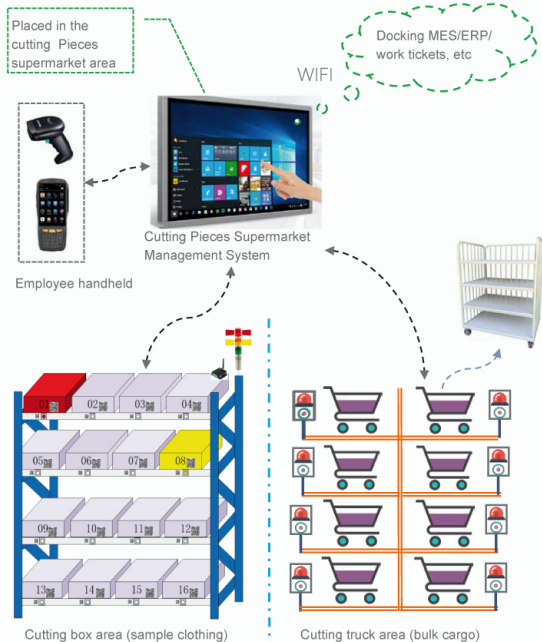 Placed in the
cutting Pieces
supermarket area
Docking MES/ERP/
work tickets, etc
WIFI
Cutting Pieces Supermarket
Management System
Employee handheld
01
02
03
04
05
06
07
08
09
10
11
12
13
14
15
16
Cutting box area (sample clothing)
Cutting truck area (bulk cargo)